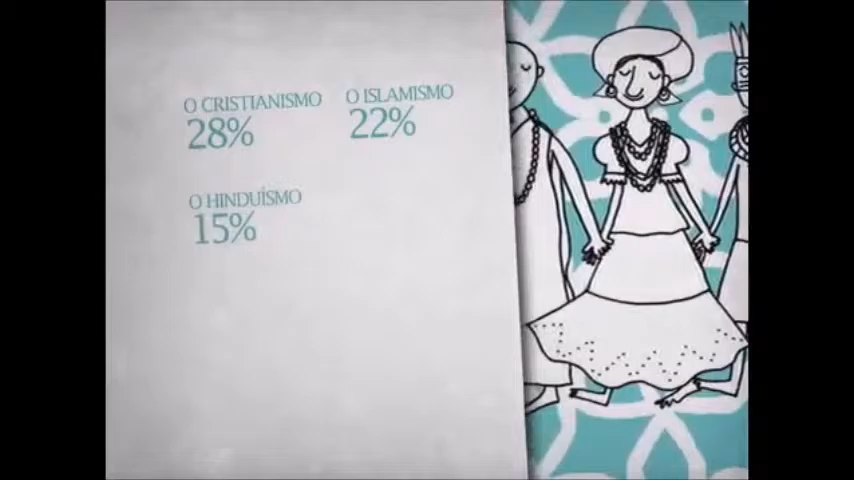 O CRISTIANISMO
28%
O ISLAMISMO
22%
O HINDUÍSMO
15%